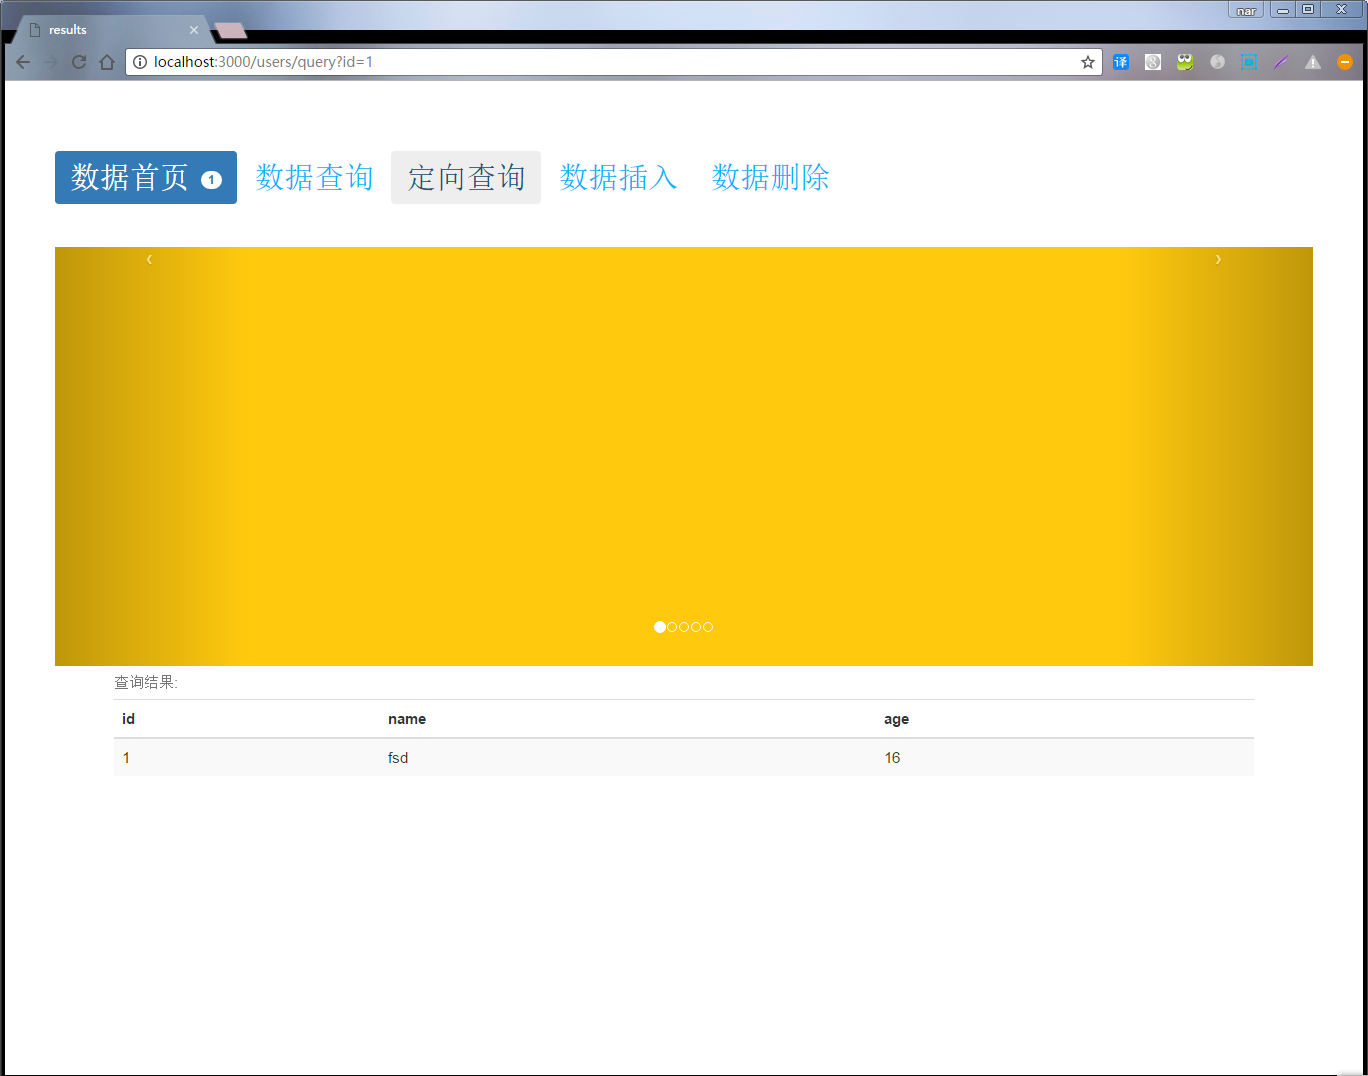 nar
results
localhost:3000/users/query?id=1
译
数据首页 1 数据查询 定向查询 数据插入 数据删除
‹ ›
查询结果:
id name age
1 fsd 16